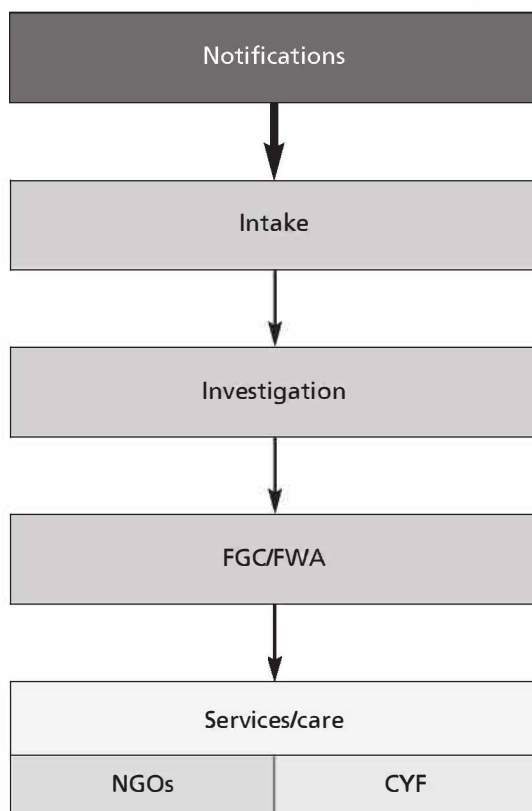 Notifications
Intake
Investigation
FGC/FWA
Services/care
NGOs CYF